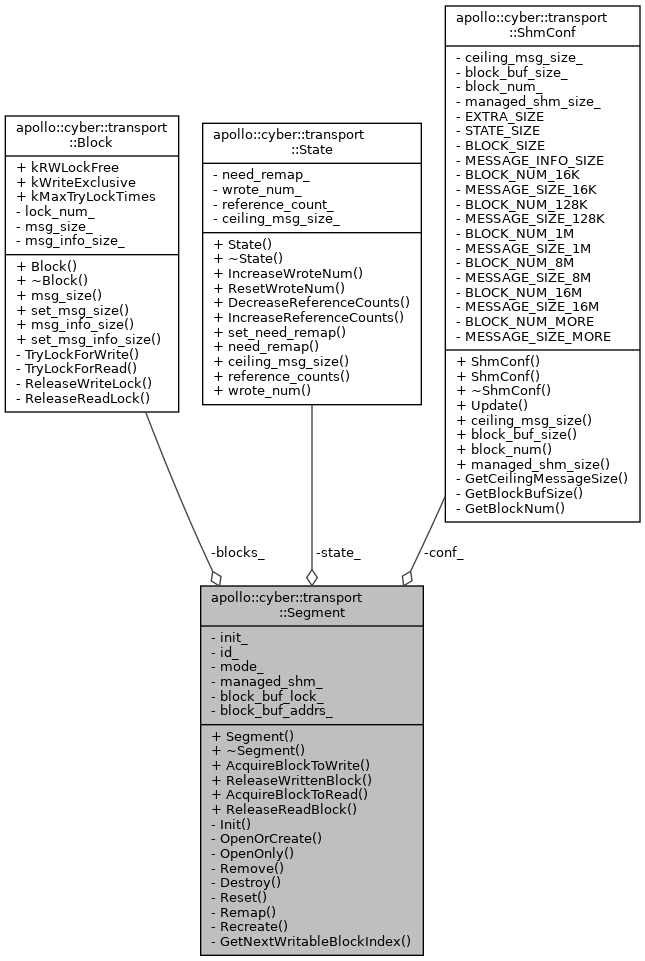 apollo::cyber::transport
::ShmConf
- ceiling_msg_size_
- block_buf_size_
- block_num_
- managed_shm_size_
- EXTRA_SIZE
- STATE_SIZE
- BLOCK_SIZE
- MESSAGE_INFO_SIZE
- BLOCK_NUM_16K
- MESSAGE_SIZE_16K
- BLOCK_NUM_128K
- MESSAGE_SIZE_128K
- BLOCK_NUM_1M
- MESSAGE_SIZE_1M
- BLOCK_NUM_8M
- MESSAGE_SIZE_8M
- BLOCK_NUM_16M
- MESSAGE_SIZE_16M
- BLOCK_NUM_MORE
- MESSAGE_SIZE_MORE
+ ShmConf()
+ ShmConf()
+ ~ShmConf()
+ Update()
+ ceiling_msg_size()
+ block_buf_size()
+ block_num()
+ managed_shm_size()
- GetCeilingMessageSize()
- GetBlockBufSize()
- GetBlockNum()
apollo::cyber::transport
::Block
+ kRWLockFree
+ kWriteExclusive
+ kMaxTryLockTimes
- lock_num_
- msg_size_
- msg_info_size_
+ Block()
+ ~Block()
+ msg_size()
+ set_msg_size()
+ msg_info_size()
+ set_msg_info_size()
- TryLockForWrite()
- TryLockForRead()
- ReleaseWriteLock()
- ReleaseReadLock()
apollo::cyber::transport
::State
- need_remap_
- wrote_num_
- reference_count_
- ceiling_msg_size_
+ State()
+ ~State()
+ IncreaseWroteNum()
+ ResetWroteNum()
+ DecreaseReferenceCounts()
+ IncreaseReferenceCounts()
+ set_need_remap()
+ need_remap()
+ ceiling_msg_size()
+ reference_counts()
+ wrote_num()
-blocks_
-state_
-conf_
apollo::cyber::transport
::Segment
- init_
- id_
- mode_
- managed_shm_
- block_buf_lock_
- block_buf_addrs_
+ Segment()
+ ~Segment()
+ AcquireBlockToWrite()
+ ReleaseWrittenBlock()
+ AcquireBlockToRead()
+ ReleaseReadBlock()
- Init()
- OpenOrCreate()
- OpenOnly()
- Remove()
- Destroy()
- Reset()
- Remap()
- Recreate()
- GetNextWritableBlockIndex()